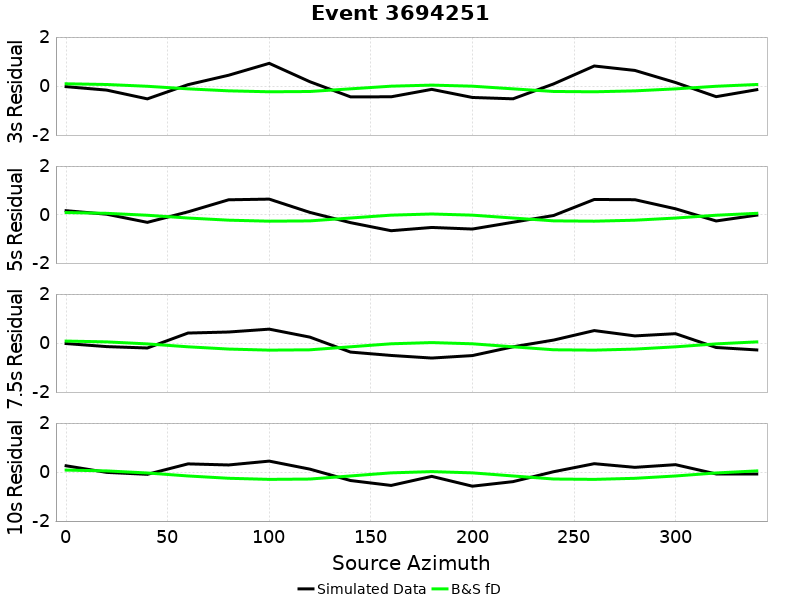 Event 3694251
3s Residual
2
0
-2
5s Residual
2
0
-2
7.5s Residual
2
0
-2
10s Residual
2
0
-2
0 50 100 150 200 250 300
Source Azimuth
Simulated Data B&S fD